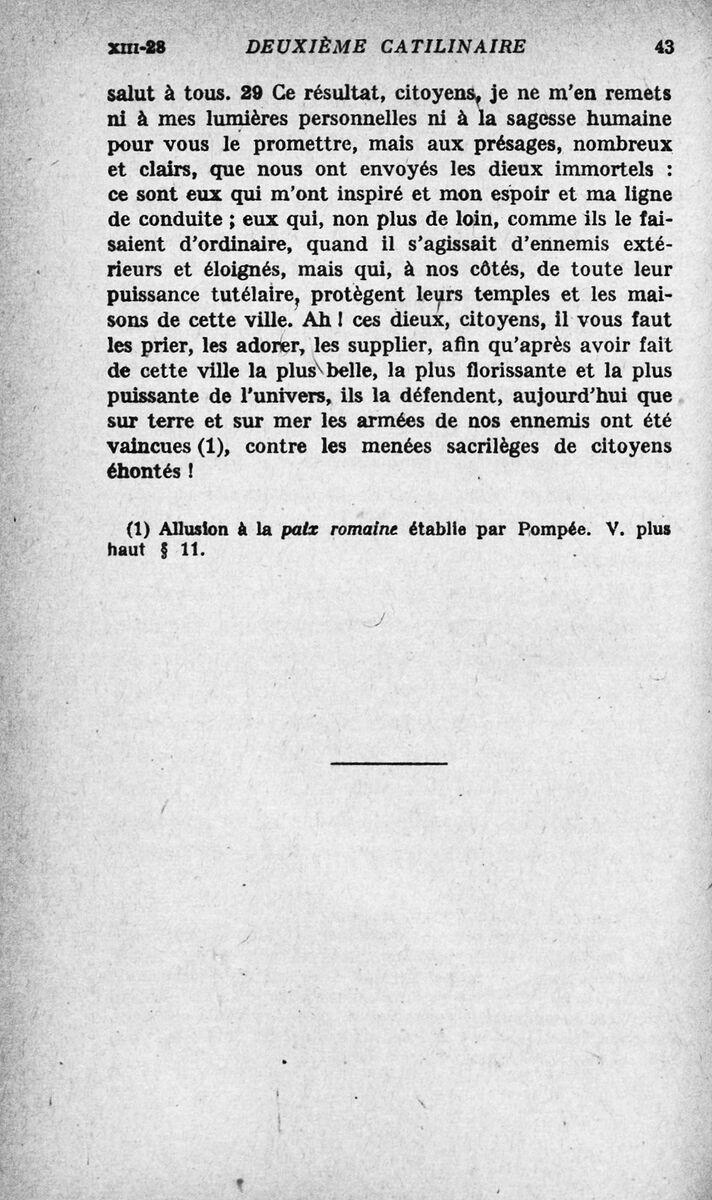 XIII-28 DEUXIÈME CATILINAIRE 43
salut à tous. 29 Ce résultat, citoyens, je ne m'en remets
ni à mes lumières personnelles ni à la sagesse humaine
pour vous le promettre, mais aux présages, nombreux
et clairs, que nous ont envoyés les dieux immortels :
ce sont eux qui m'ont inspiré et mon espoir et ma ligne
de conduite ; eux qui, non plus de loin, comme ils le fai-
saient d'ordinaire, quand il s'agissait d'ennemis exté-
rieurs et éloignés, mais qui, à nos côtés, de toute leur
puissance tutélaire, protègent leurs temples et les mai-
sons de cette ville. Ah ! ces dieux, citoyens, il vous faut
les prier, les adorer, les supplier, afin qu'après avoir fait
de cette ville la plus belle, la plus florissante et la plus
puissante de l'univers, ils la défendent, aujourd'hui que
sur terre et sur mer les armées de nos ennemis ont été
vaincues (1), contre les menées sacrilèges de citoyens
éhontés !
(1) Allusion à la paix romaine établie par Pompée. V. plus
haut § 11.